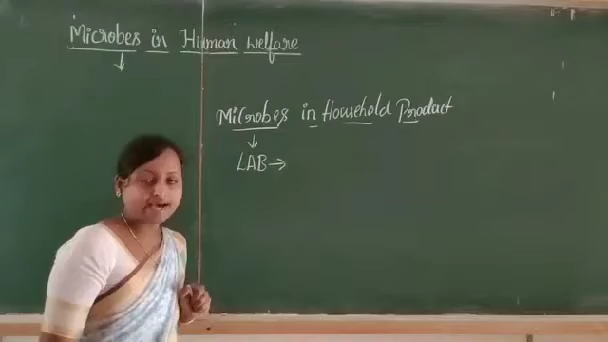 Microbes in Human welfare
↓
Microbes in Household Product
↓
LAB→